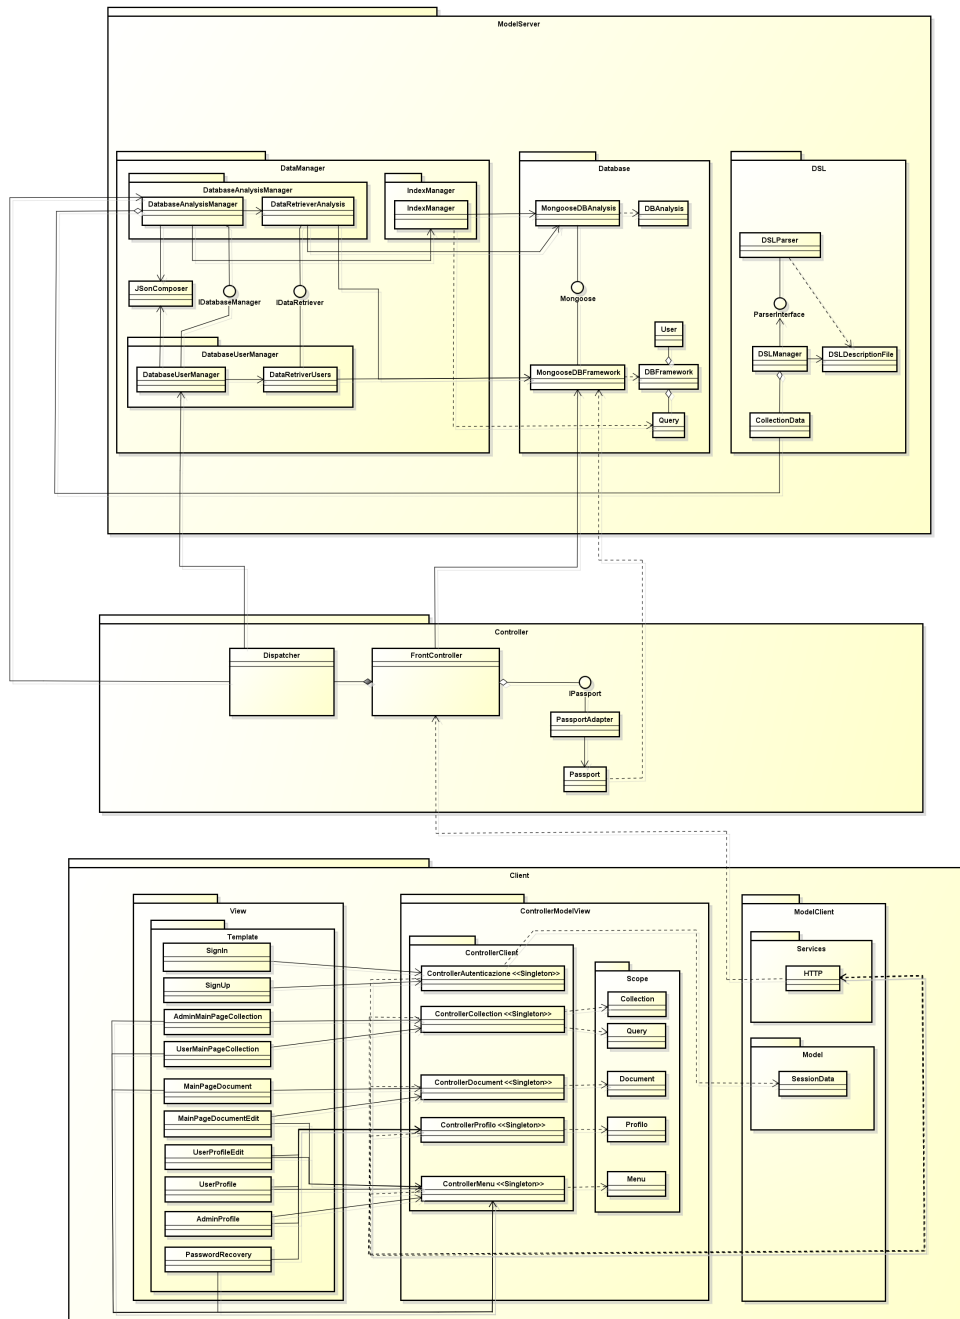 ModelServer
DataManager
DatabaseAnalysisManager
DatabaseAnalysisManager
DataRetrieverAnalysis
IndexManager
IndexManager
JSonComposer
IDatabaseManager
IDataRetriever
DatabaseUserManager
DatabaseUserManager
DataRetriverUsers
Database
MongooseDBAnalysis
DBAnalysis
Mongoose
User
MongooseDBFramework
DBFramework
Query
DSL
DSLParser
ParserInterface
DSLManager
DSLDescriptionFile
CollectionData
Controller
Dispatcher
FrontController
IPassport
PassportAdapter
Passport
Client
View
Template
SignIn
SignUp
AdminMainPageCollection
UserMainPageCollection
MainPageDocument
MainPageDocumentEdit
UserProfileEdit
UserProfile
AdminProfile
PasswordRecovery
ControllerModelView
ControllerClient
ControllerAutenticazione <<Singleton>>
ControllerCollection <<Singleton>>
ControllerDocument <<Singleton>>
ControllerProfilo <<Singleton>>
ControllerMenu <<Singleton>>
Scope
Collection
Query
Document
Profilo
Menu
ModelClient
Services
HTTP
Model
SessionData